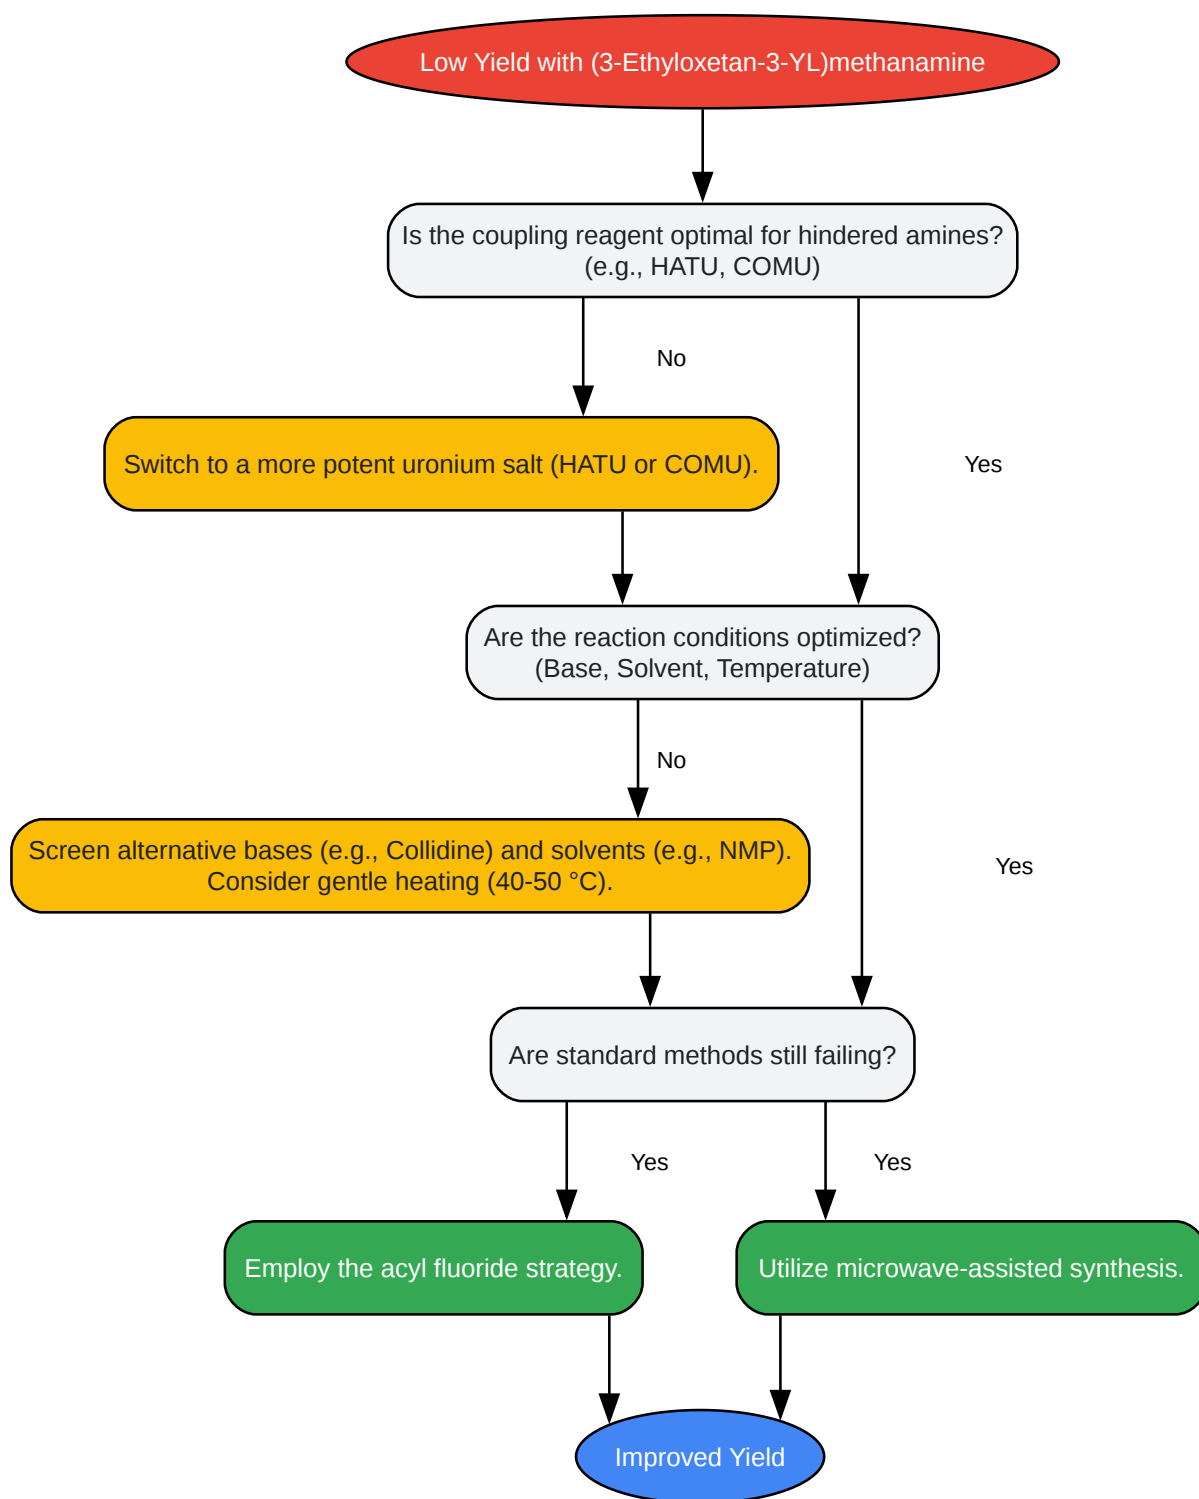 Low Yield with (3-Ethyloxetan-3-YL)methanamine
Is the coupling reagent optimal for hindered amines?
(e.g., HATU, COMU)
No
Switch to a more potent uronium salt (HATU or COMU).
Yes
Are the reaction conditions optimized?
(Base, Solvent, Temperature)
No
Screen alternative bases (e.g., Collidine) and solvents (e.g., NMP).
Consider gentle heating (40-50 °C).
Yes
Are standard methods still failing?
Yes
Yes
Employ the acyl fluoride strategy.
Utilize microwave-assisted synthesis.
Improved Yield